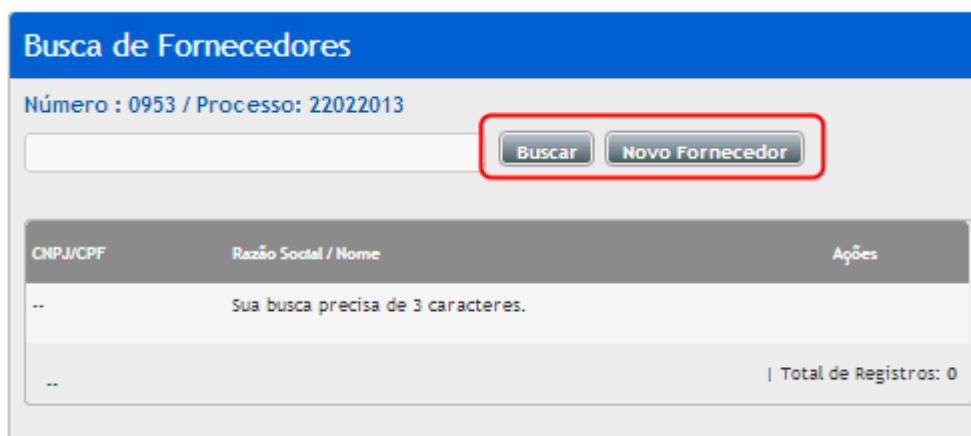 Busca de Fornecedores
Número : 0953 / Processo: 22022013
Buscar Novo Fornecedor
CNPJ/CPF Razão Social / Nome Ações
-- Sua busca precisa de 3 caracteres.
-- | Total de Registros: 0